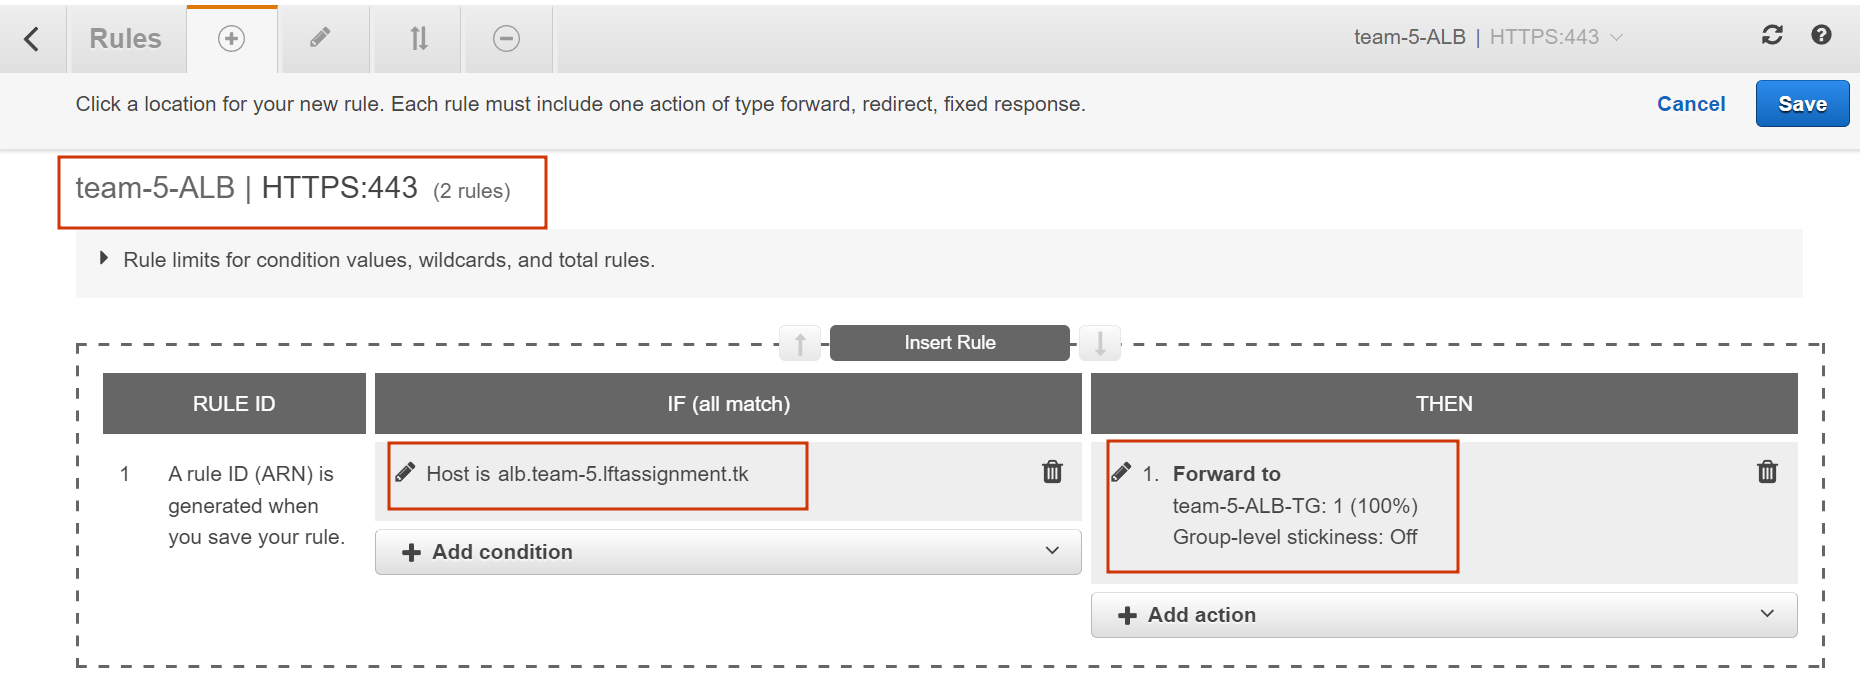 Rules
team-5-ALB | HTTPS:443
Click a location for your new rule. Each rule must include one action of type forward, redirect, fixed response.
Cancel
Save
team-5-ALB | HTTPS:443 (2 rules)
Rule limits for condition values, wildcards, and total rules.
Insert Rule
RULE ID
IF (all match)
THEN
1
A rule ID (ARN) is
generated when
you save your rule.
Host is alb.team-5.lftassignment.tk
Add condition
1. Forward to
team-5-ALB-TG: 1 (100%)
Group-level stickiness: Off
Add action